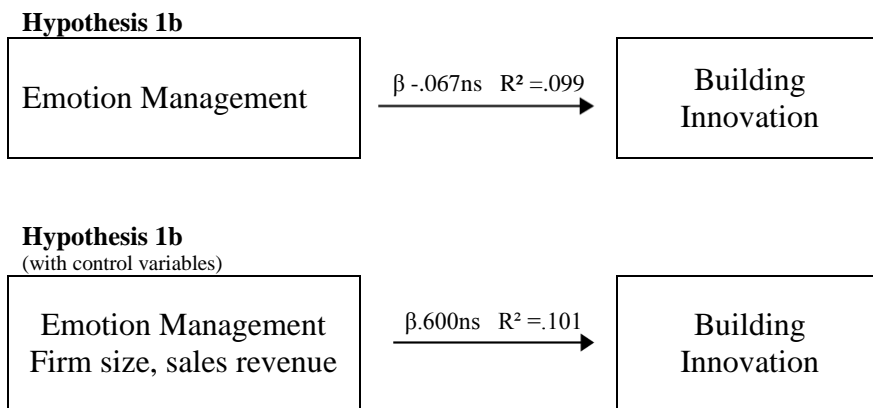 Hypothesis 1b
Emotion Management
β -.067ns R² =.099
Building
Innovation
Hypothesis 1b
(with control variables)
Emotion Management
Firm size, sales revenue
β.600ns R² =.101
Building
Innovation